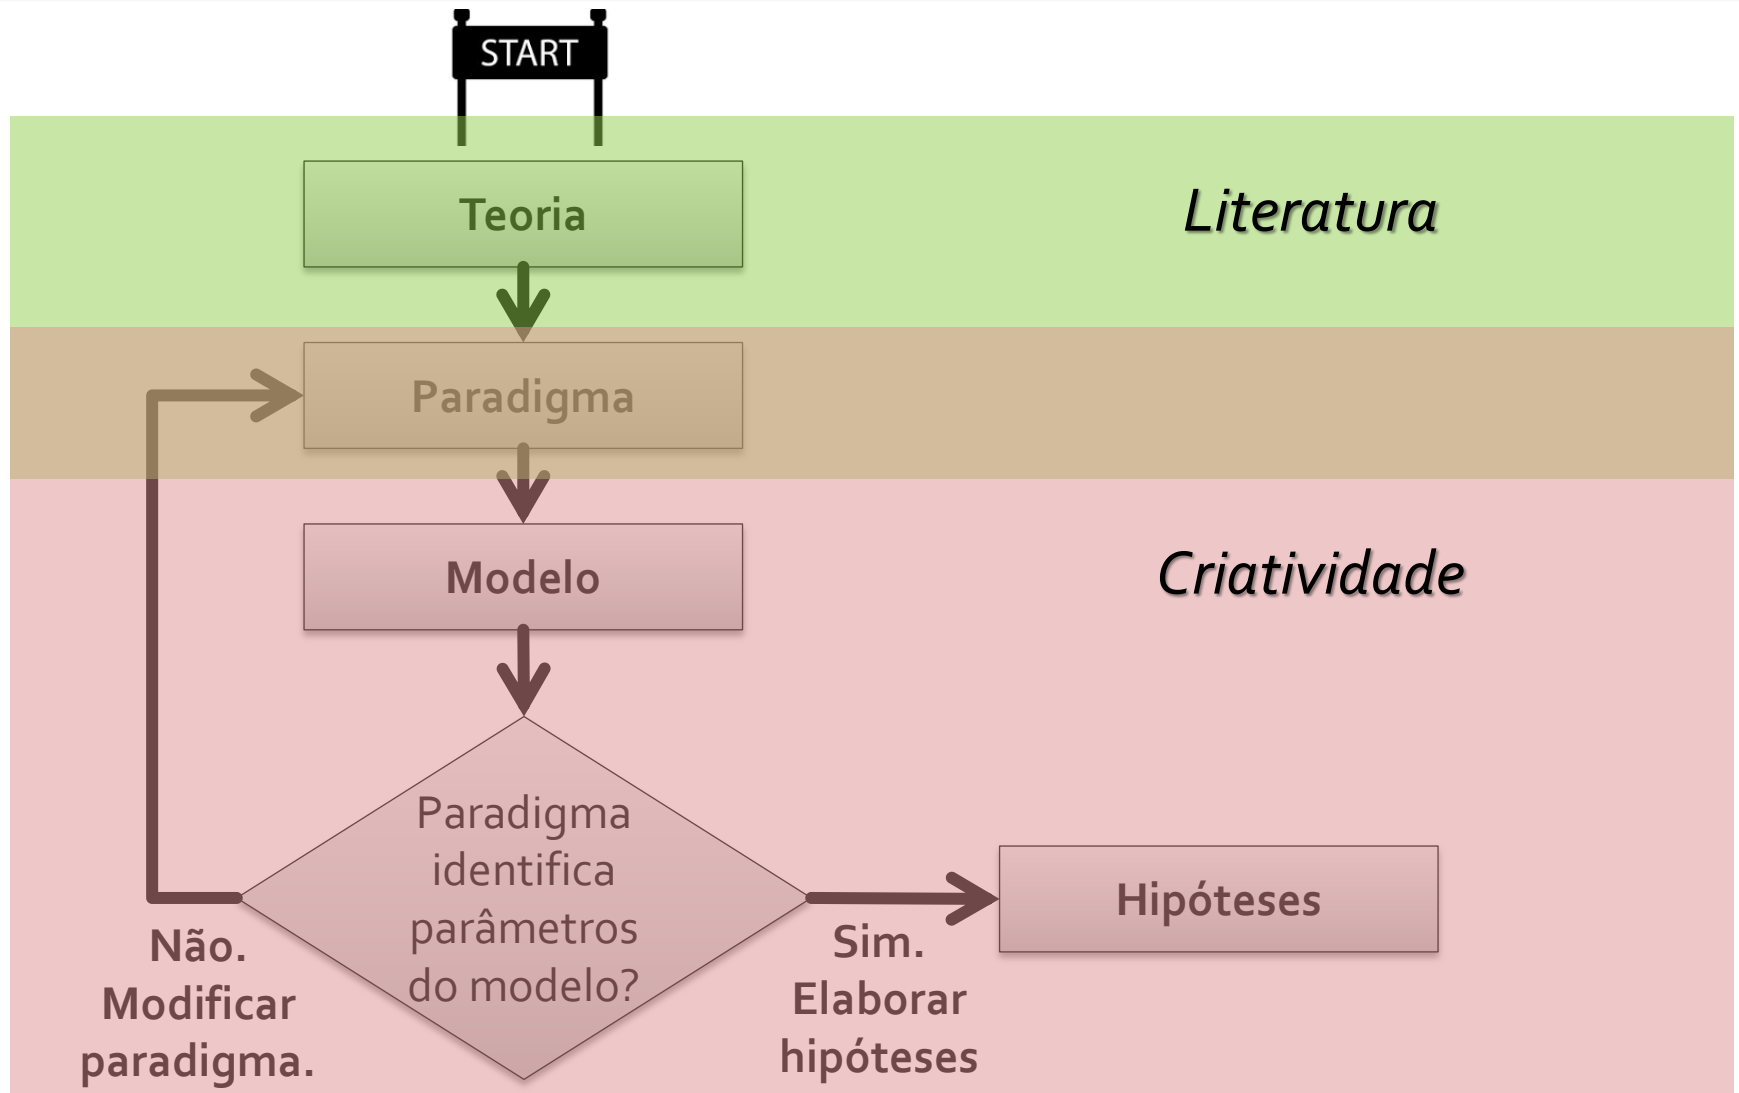 START
Teoria
Literatura
Paradigma
Modelo
Criatividade
Paradigma
identifica
parâmetros
do modelo?
Não.
Modificar
paradigma.
Sim.
Elaborar
hipóteses
Hipóteses